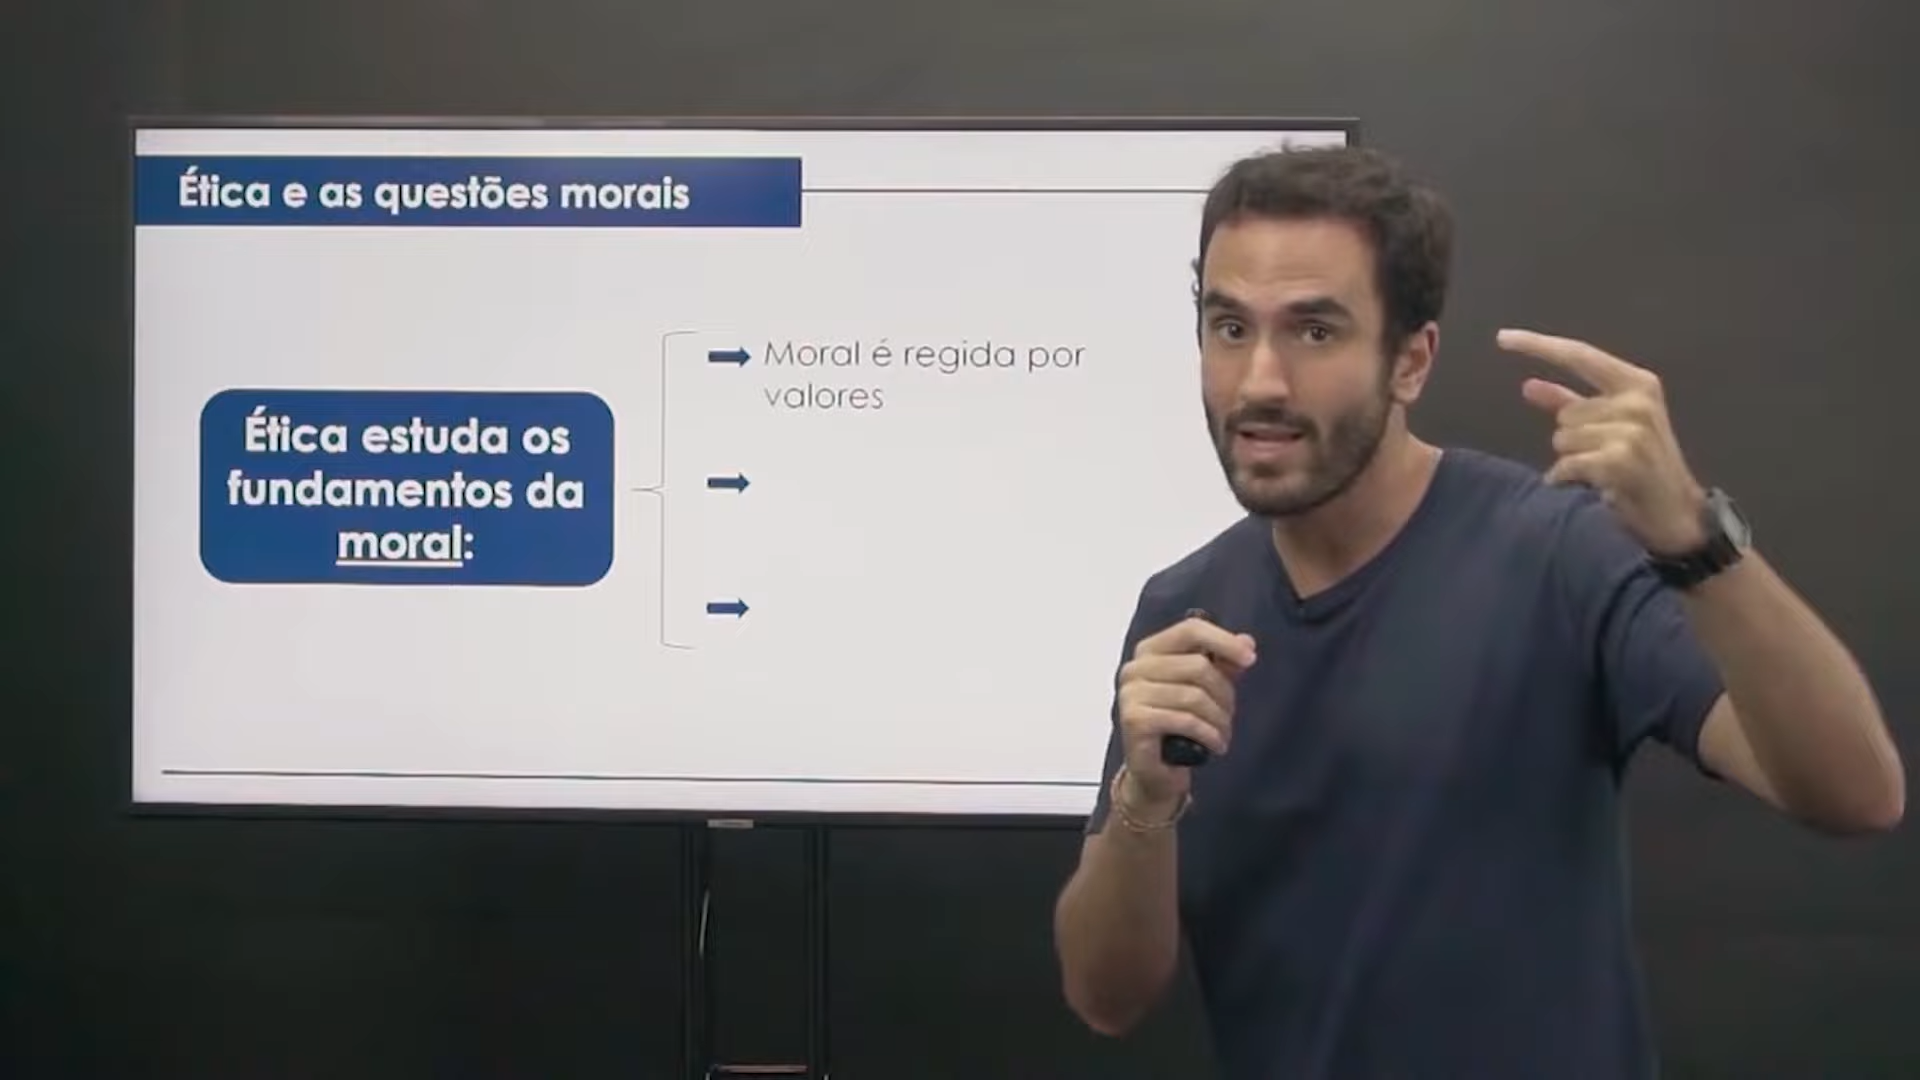 Ética e as questões morais
Ética estuda os
fundamentos da
moral:
Moral é regida por
valores